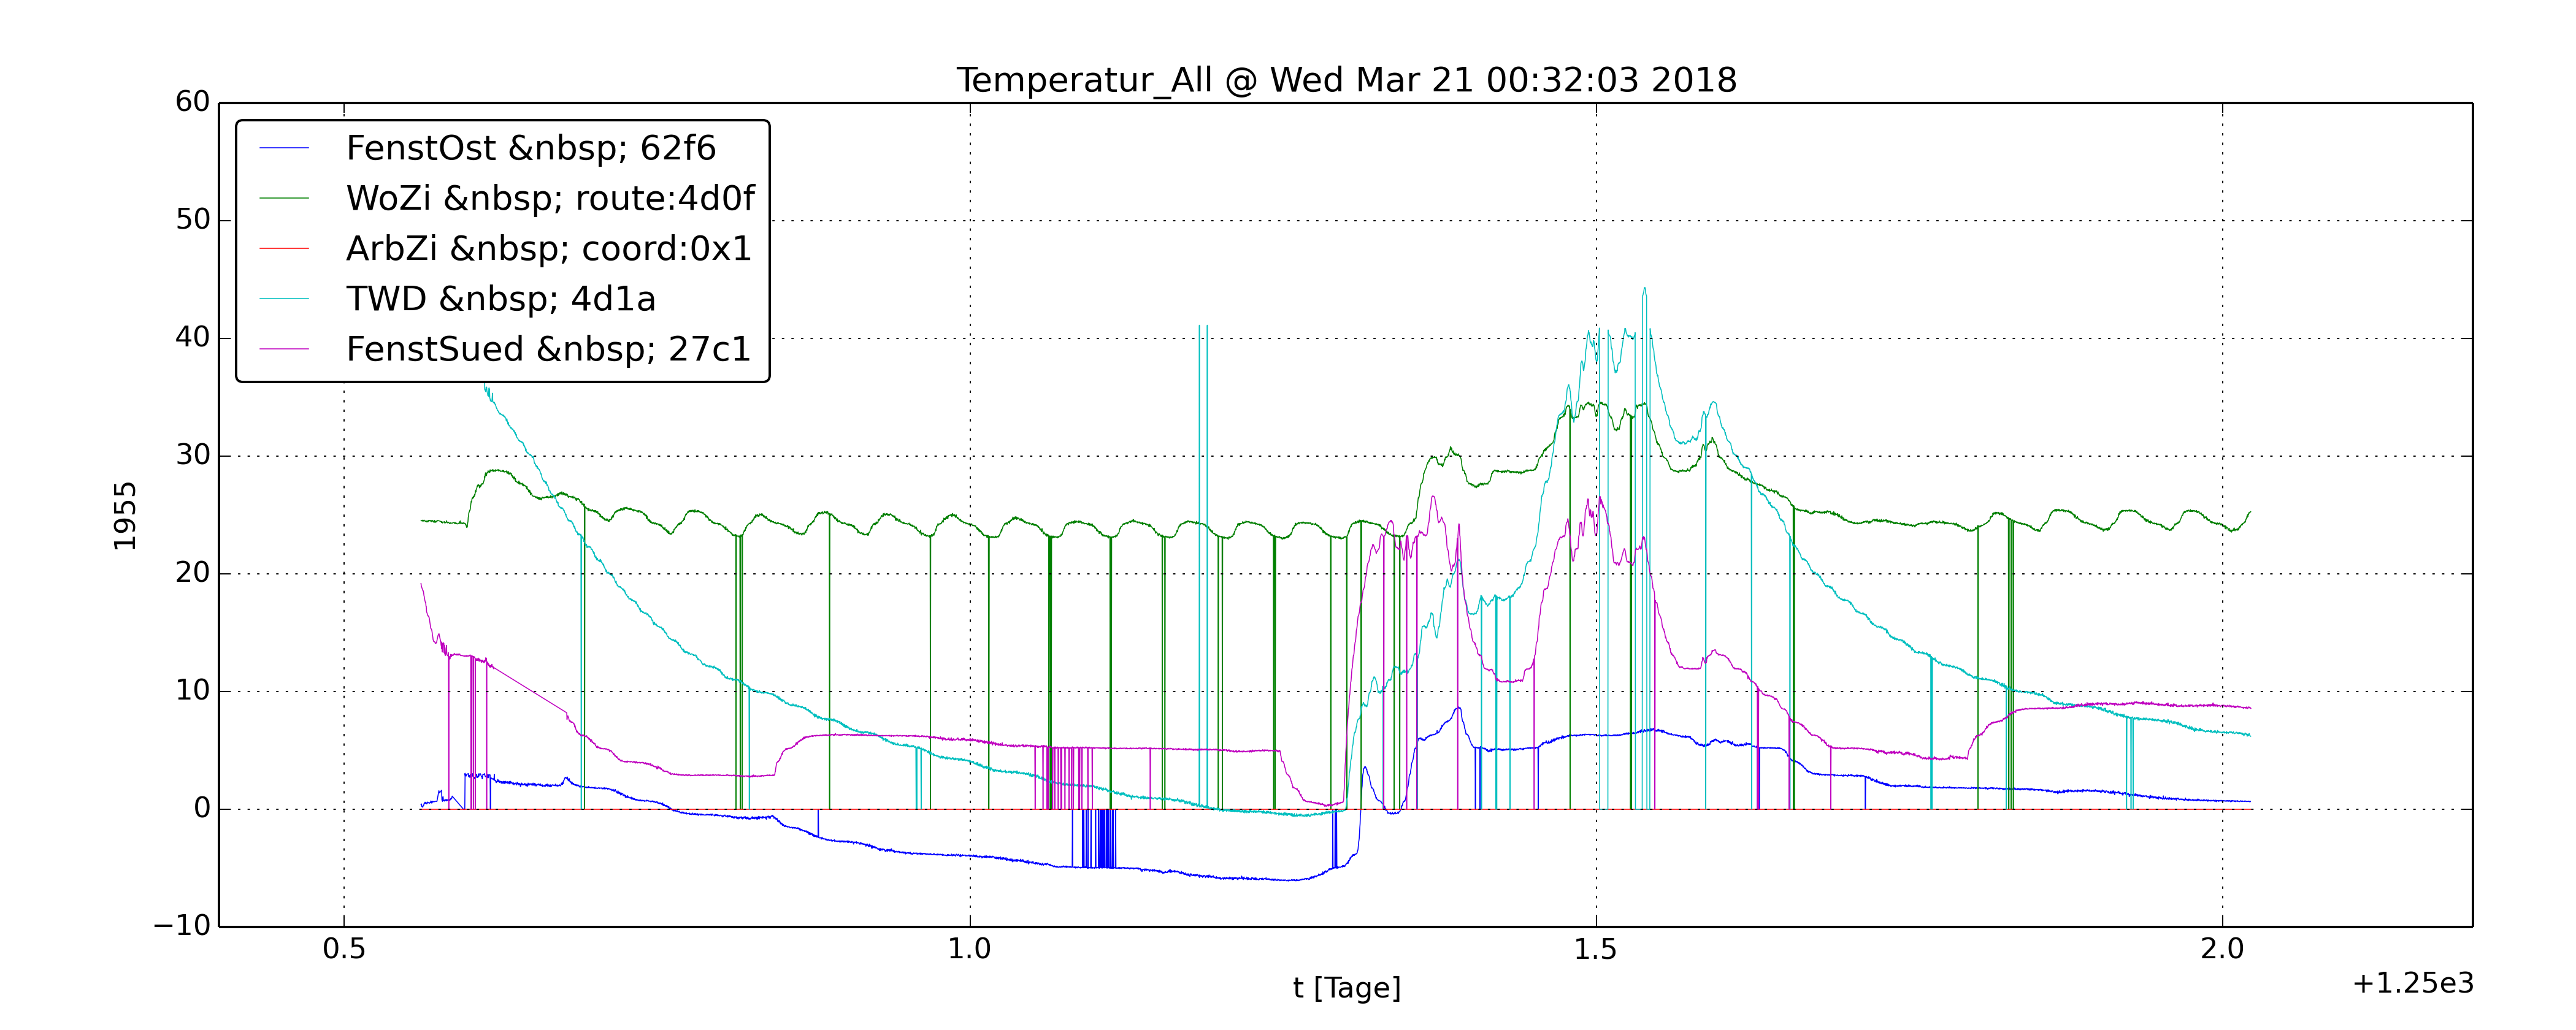 Temperatur_All @ Wed Mar 21 00:32:03 2018
60
50
40
30
20
10
0
−10
1955
FenstOst &nbsp; 62f6
WoZi &nbsp; route:4d0f
ArbZi &nbsp; coord:0x1
TWD &nbsp; 4d1a
FenstSued &nbsp; 27c1
0.5 1.0 1.5 2.0
t [Tage]
+1.25e3